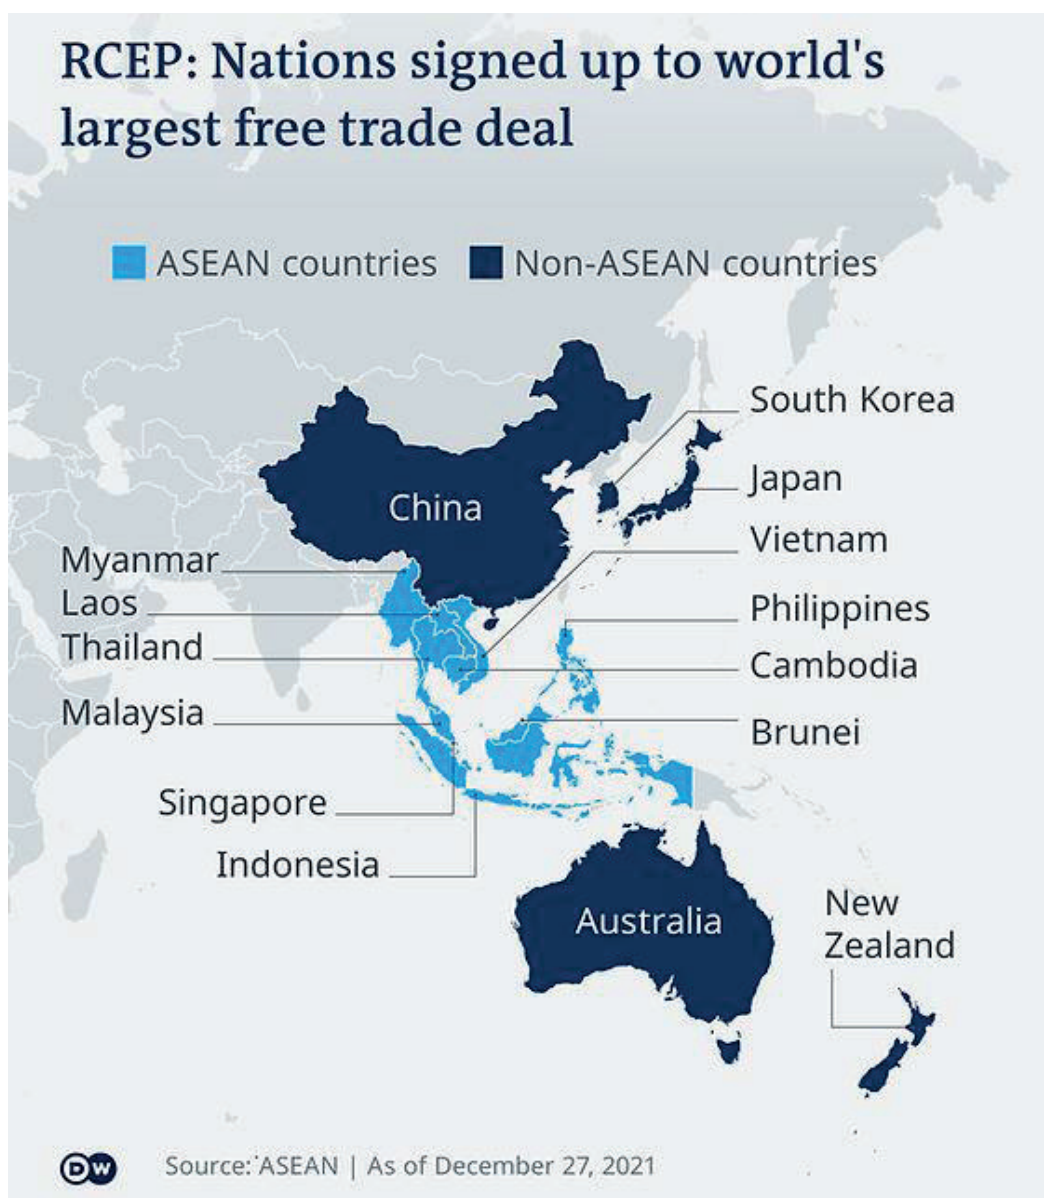 RCEP: Nations signed up to world's
largest free trade deal
ASEAN countries
Non-ASEAN countries
South Korea
Japan
China
Vietnam
Myanmar
Laos
Philippines
Thailand
Cambodia
Malaysia
Brunei
Singapore
Indonesia
Australia
New
Zealand
DW
Source: ASEAN | As of December 27, 2021